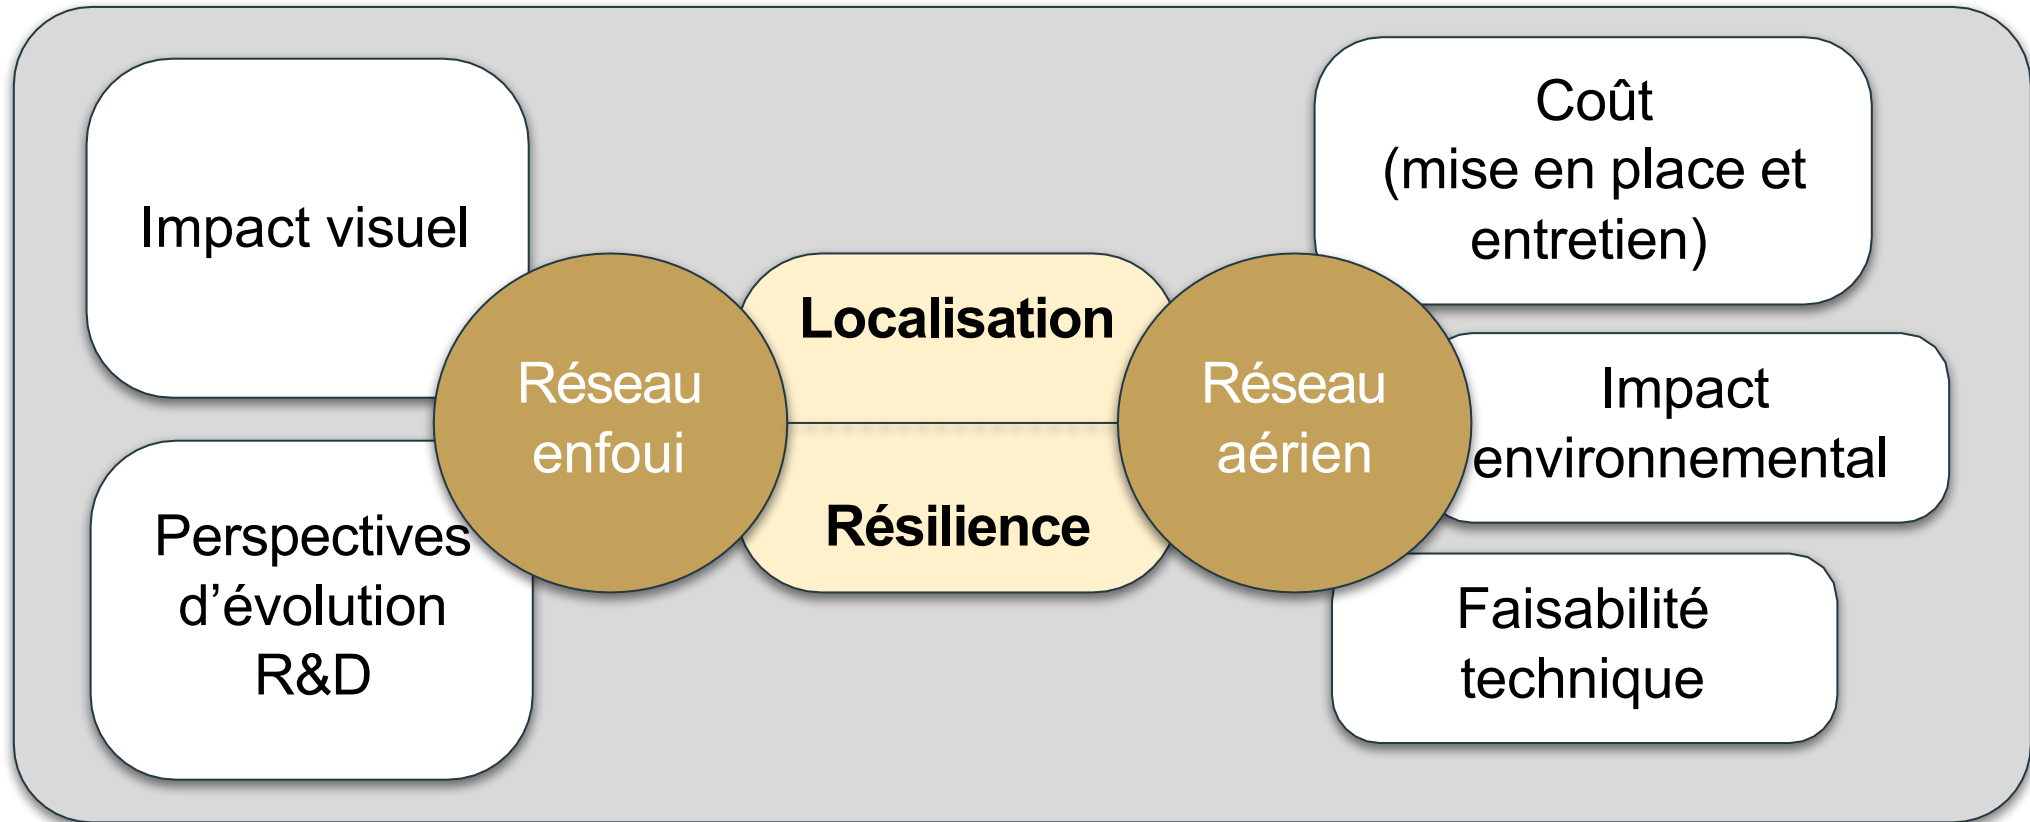 Impact visuel
Perspectives
d’évolution
R&D
Réseau
enfoui
Localisation
Résilience
Réseau
aérien
Coût
(mise en place et
entretien)
Impact
environnemental
Faisabilité
technique